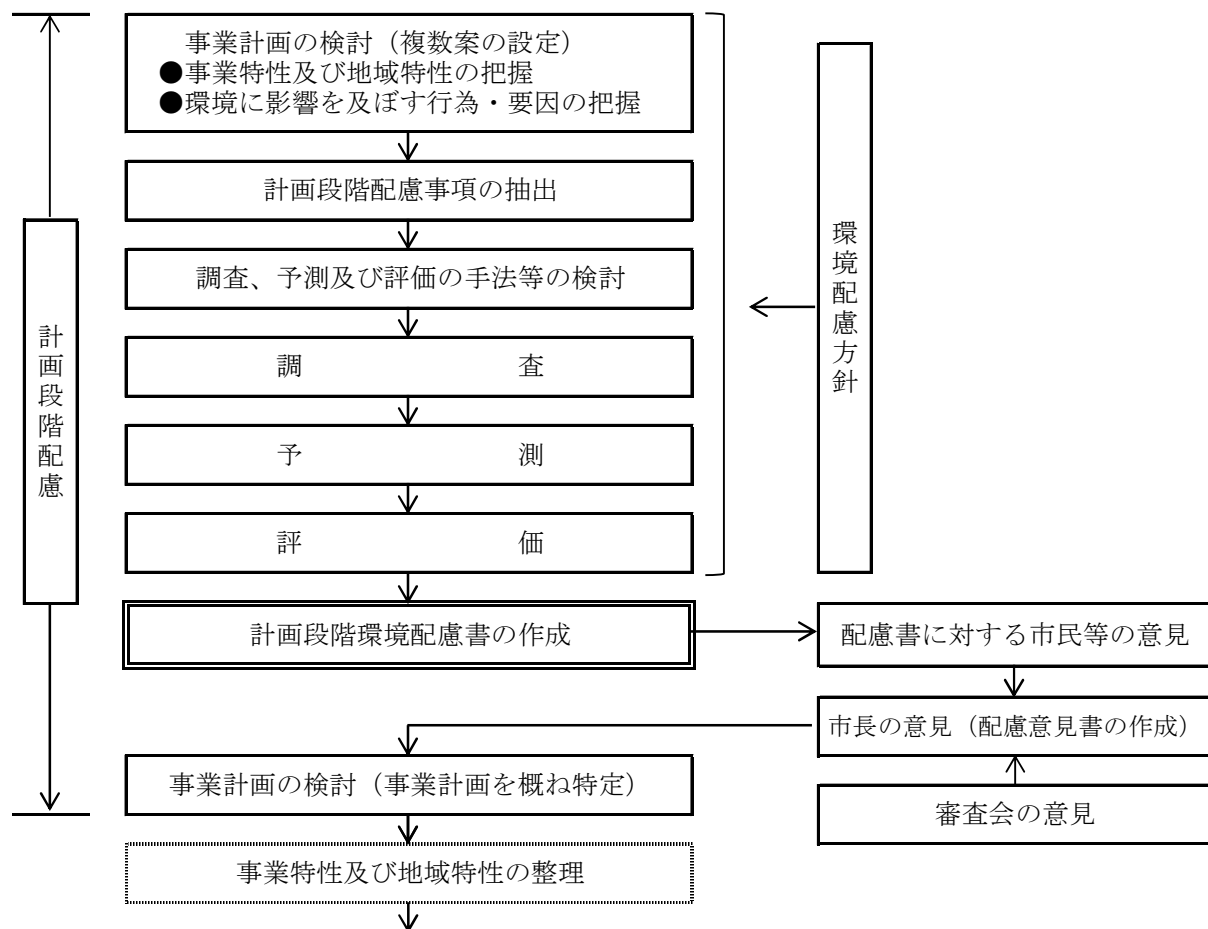 事業計画の検討（複数案の設定）
●事業特性及び地域特性の把握
●環境に影響を及ぼす行為・要因の把握
計画段階配慮事項の抽出
調査、予測及び評価の手法等の検討
調　　　　　査
予　　　　　測
評　　　　　価
計画段階環境配慮書の作成
計画段階配慮
環境配慮方針
配慮書に対する市民等の意見
市長の意見（配慮意見書の作成）
審査会の意見
事業計画の検討（事業計画を概ね特定）
事業特性及び地域特性の整理